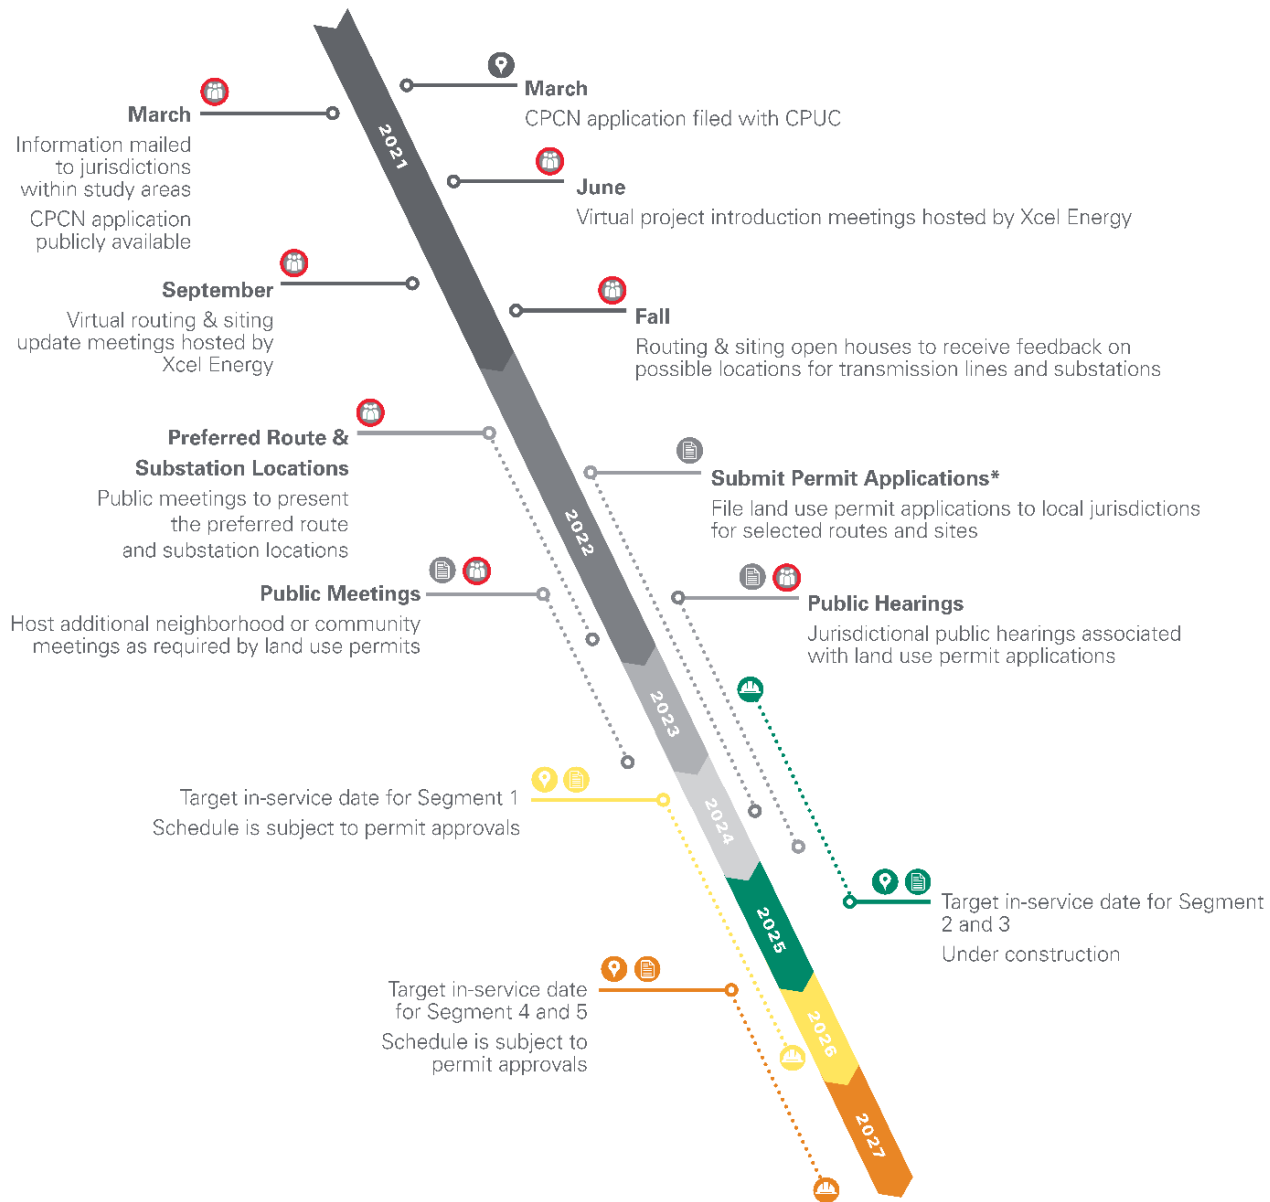 2021
March
CPCN application filed with CPUC
March
Information mailed
to jurisdictions
within study areas
CPCN application
publicly available
June
Virtual project introduction meetings hosted by Xcel Energy
September
Virtual routing & siting
update meetings hosted by
Xcel Energy
Fall
Routing & siting open houses to receive feedback on
possible locations for transmission lines and substations
2022
Preferred Route &
Substation Locations
Public meetings to present
the preferred route
and substation locations
Submit Permit Applications*
File land use permit applications to local jurisdictions
for selected routes and sites
Public Meetings
Host additional neighborhood or community
meetings as required by land use permits
Public Hearings
Jurisdictional public hearings associated
with land use permit applications
2023
2024
Target in-service date for Segment 1
Schedule is subject to permit approvals
2025
Target in-service date for Segment
2 and 3
Under construction
Target in-service date
for Segment 4 and 5
Schedule is subject to
permit approvals
2026
2027